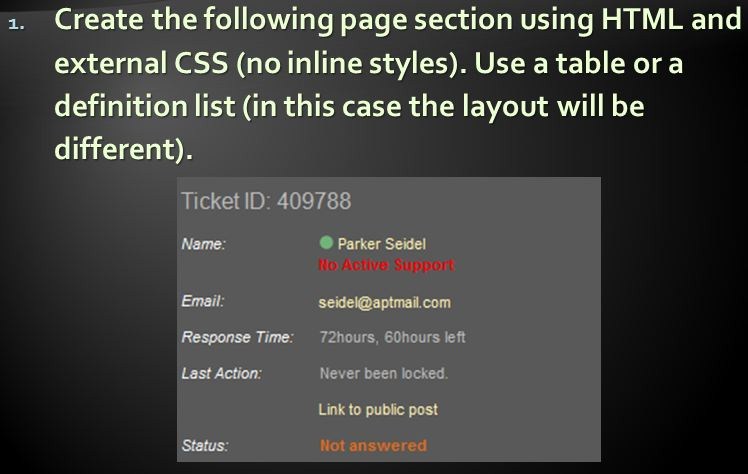 1. Create the following page section using HTML and
external CSS (no inline styles). Use a table or a
definition list (in this case the layout will be
different).
Ticket ID: 409788
Name: Parker Seidel
No Active Support
Email: seidel@aptmail.com
Response Time: 72hours, 60hours left
Last Action: Never been locked.
Link to public post
Status: Not answered